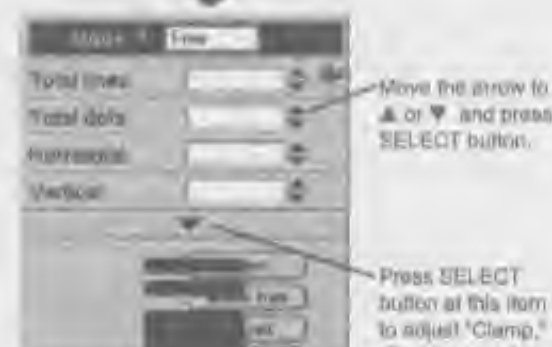 Mode Free
Total lines
Total dots
Horizontal
Vertical
Move the arrow to
▲ or ▼ and press
SELECT button.
Press SELECT
button at this item
to adjust "Clamp,"